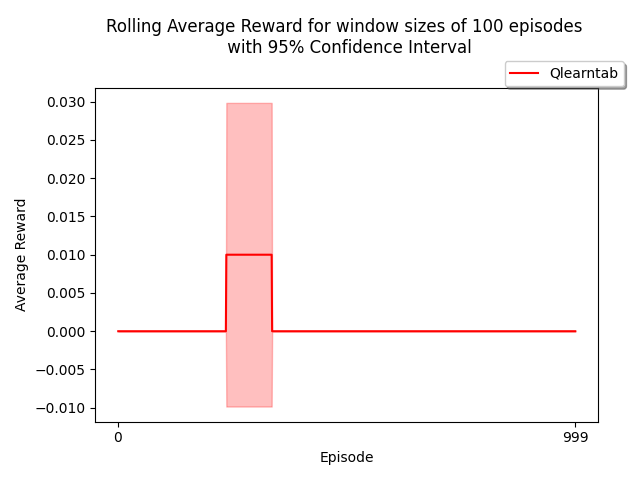 Rolling Average Reward for window sizes of 100 episodes
with 95% Confidence Interval
Qlearntab
0.030
0.025
0.020
0.015
0.010
0.005
0.000
−0.005
−0.010
Average Reward
0
999
Episode